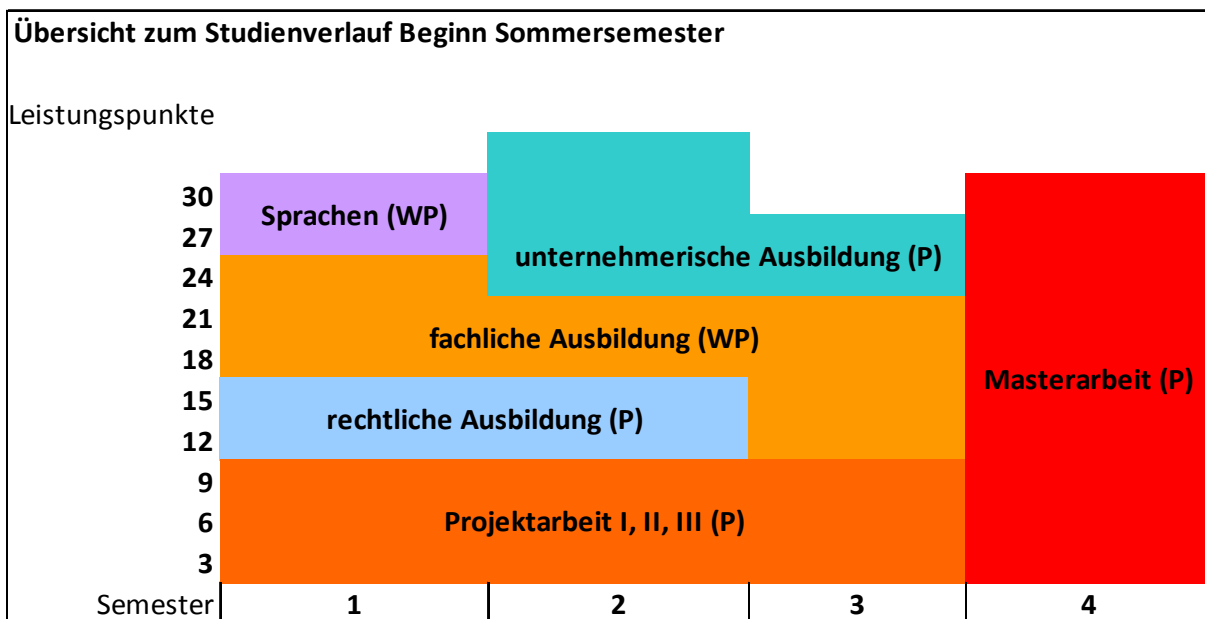 Übersicht zum Studienverlauf Beginn Sommersemester
Leistungspunkte
30
Sprachen (WP)
27
unternehmerische Ausbildung (P)
24
21
fachliche Ausbildung (WP)
18
Masterarbeit (P)
15
rechtliche Ausbildung (P)
12
9
6
Projektarbeit I, II, III (P)
3
Semester 1 2 3 4